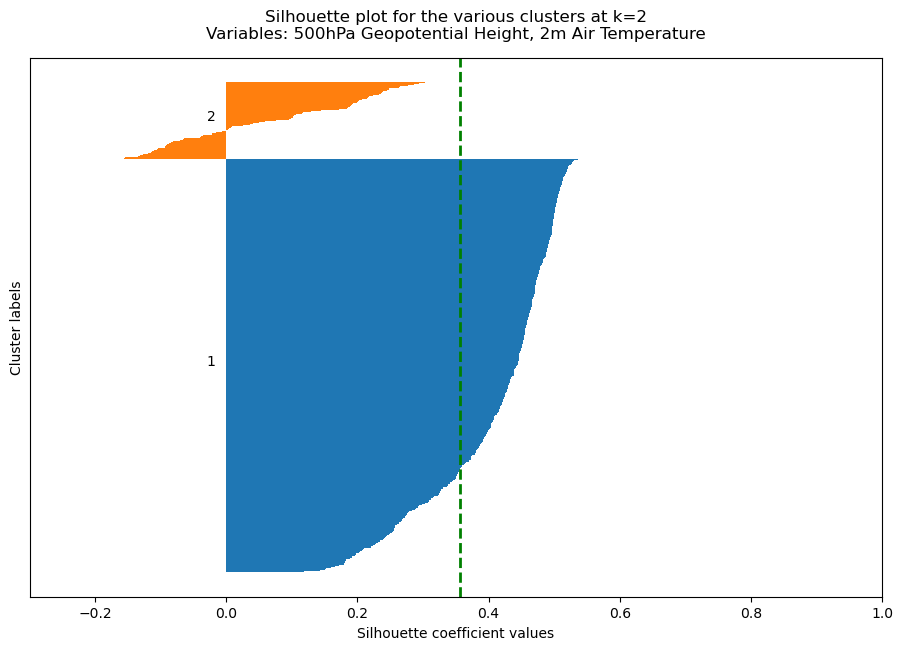 Silhouette plot for the various clusters at k=2
Variables: 500hPa Geopotential Height, 2m Air Temperature
2
1
Cluster labels
−0.2 0.0 0.2 0.4 0.6 0.8 1.0
Silhouette coefficient values